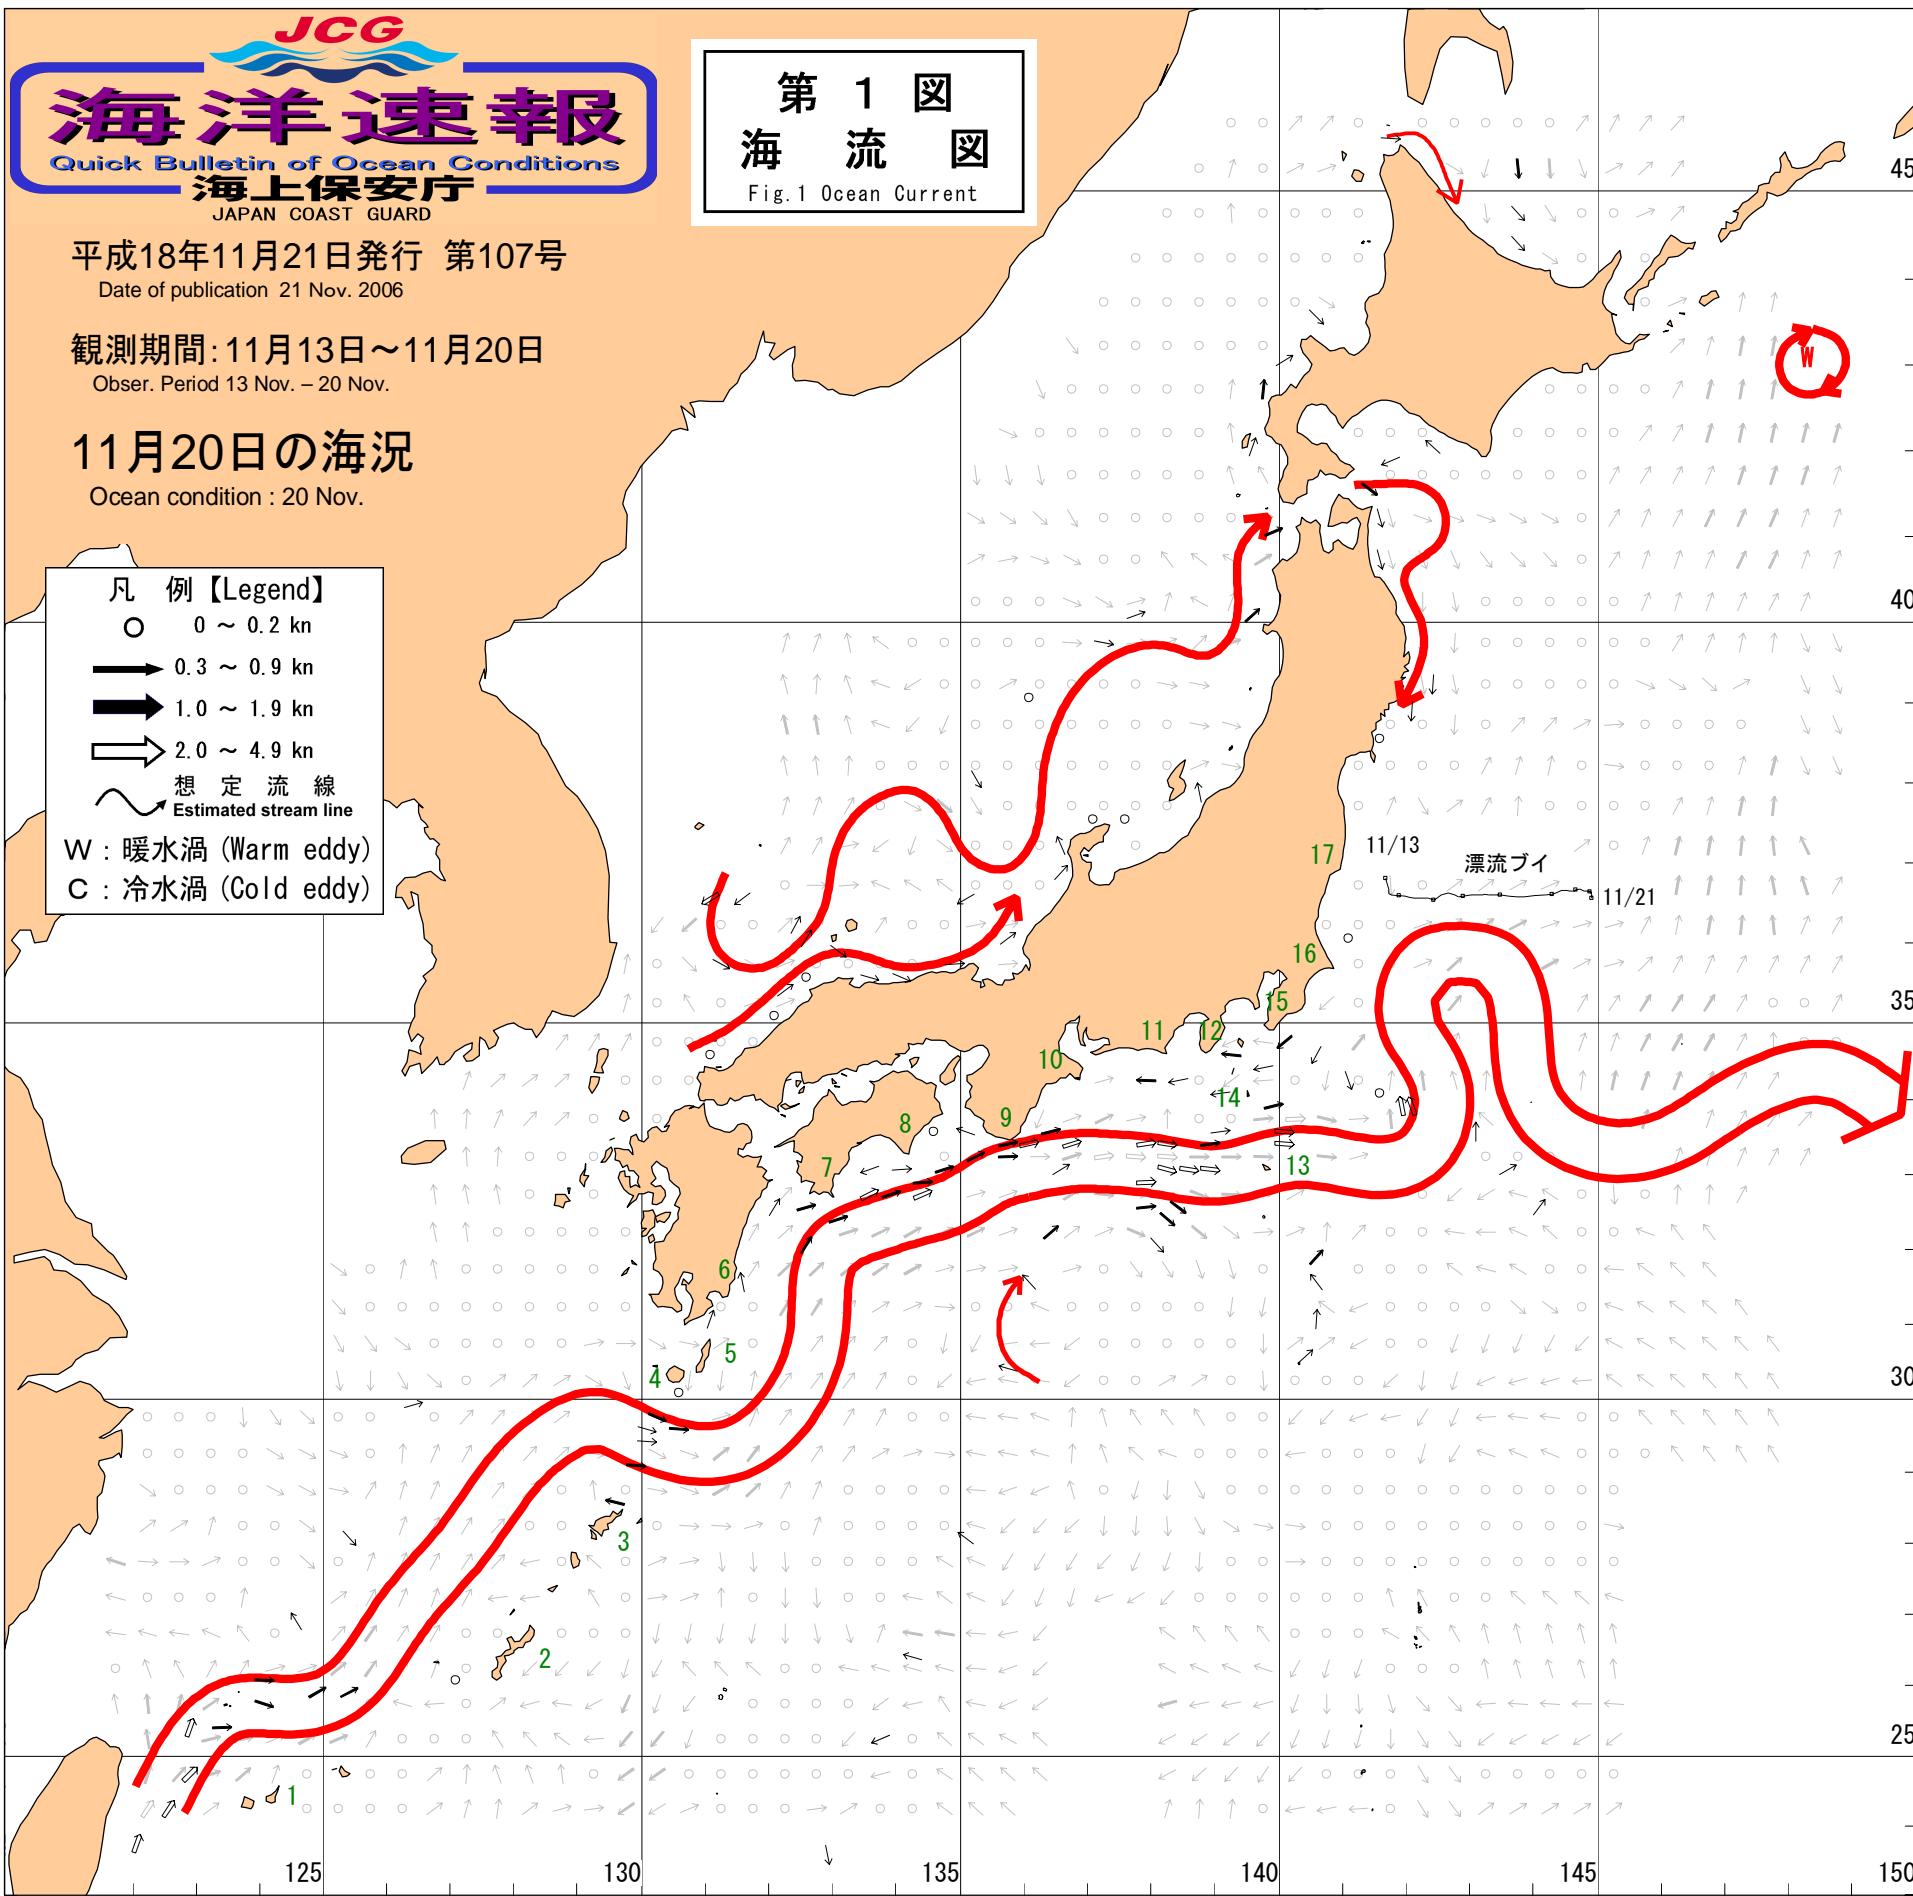 JCG
海洋速報
Quick Bulletin of Ocean Conditions
海上保安庁
JAPAN COAST GUARD
平成18年11月21日発行 第107号
Date of publication 21 Nov. 2006
観測期間:11月13日~11月20日
Obser. Period 13 Nov. – 20 Nov.
11月20日の海況
Ocean condition : 20 Nov.
第 1 図
海 流 図
Fig.1 Ocean Current
凡 例【Legend】
0 ~ 0.2 kn
0.3 ~ 0.9 kn
1.0 ~ 1.9 kn
2.0 ~ 4.9 kn
想 定 流 線
Estimated stream line
W : 暖水渦 (Warm eddy)
C : 冷水渦 (Cold eddy)
45
W
40
17
11/13
漂流ブイ
11/21
16
35
15
11
12
10
14
8
9
7
13
6
5
4
30
3
2
25
1
125
130
135
140
145
150